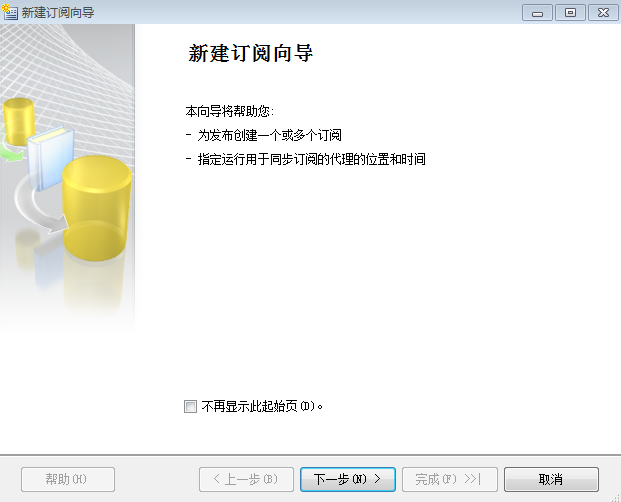 新建订阅向导
新建订阅向导
本向导将帮助您:
- 为发布创建一个或多个订阅
- 指定运行用于同步订阅的代理的位置和时间
不再显示此起始页(D)。
帮助(H)
< 上一步(B)
下一步(N) >
完成(F) >>|
取消